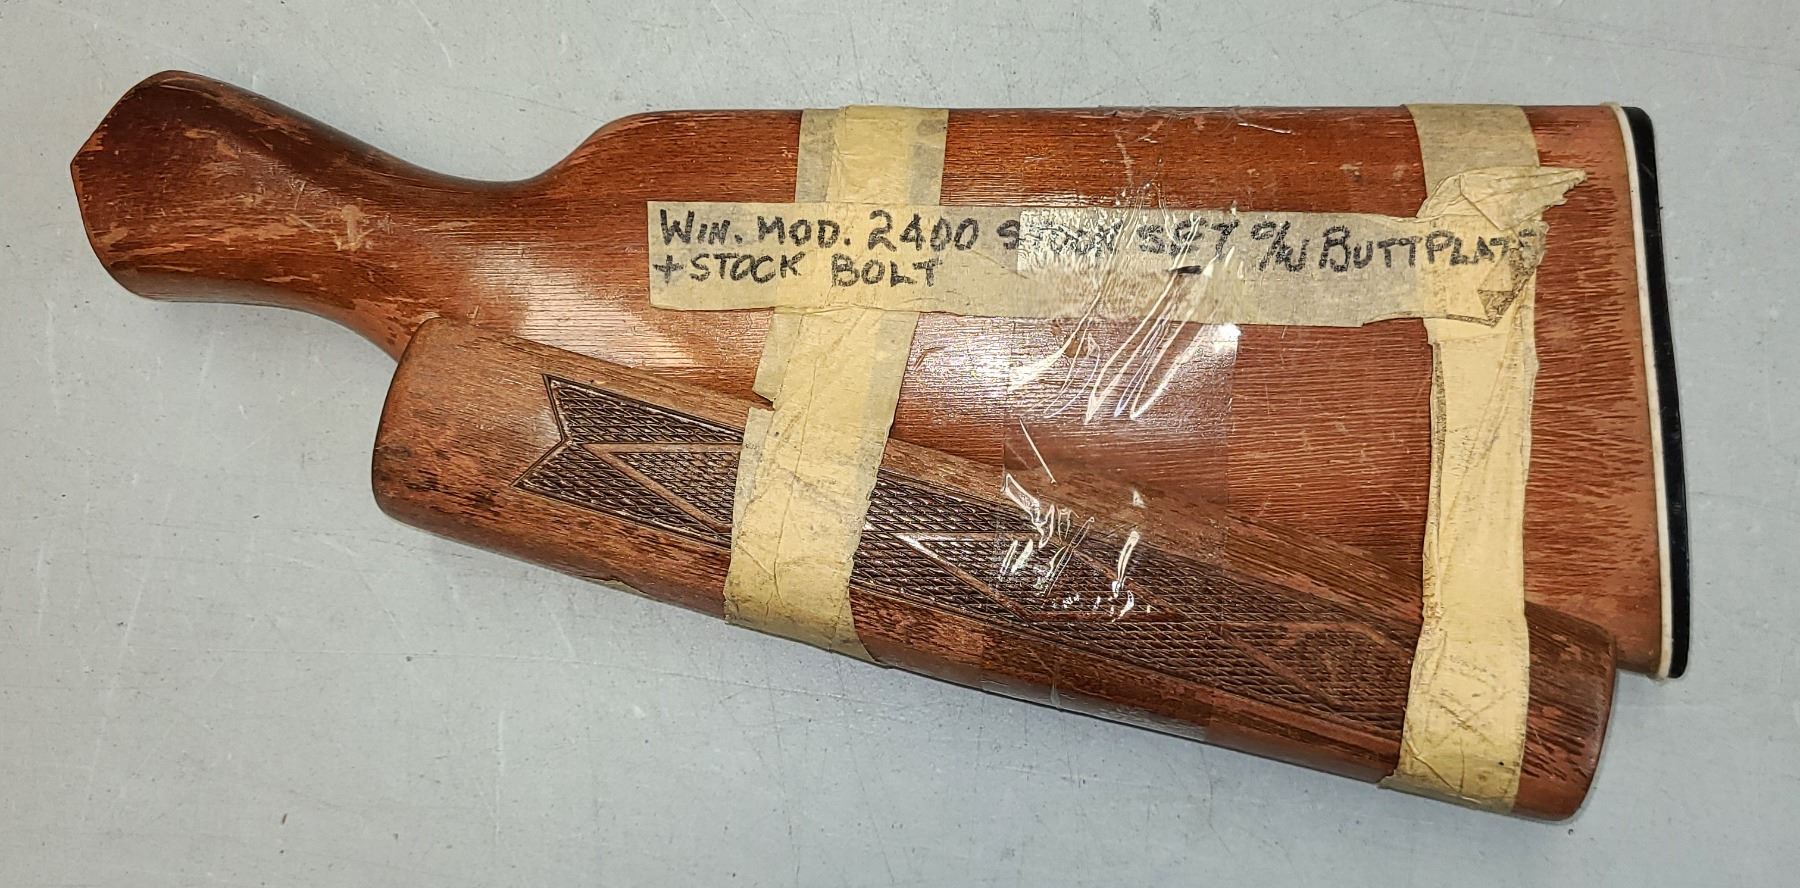 WIN. MOD. 2400 STOCK SET C/W BUTTPLATE
+ STOCK BOLT